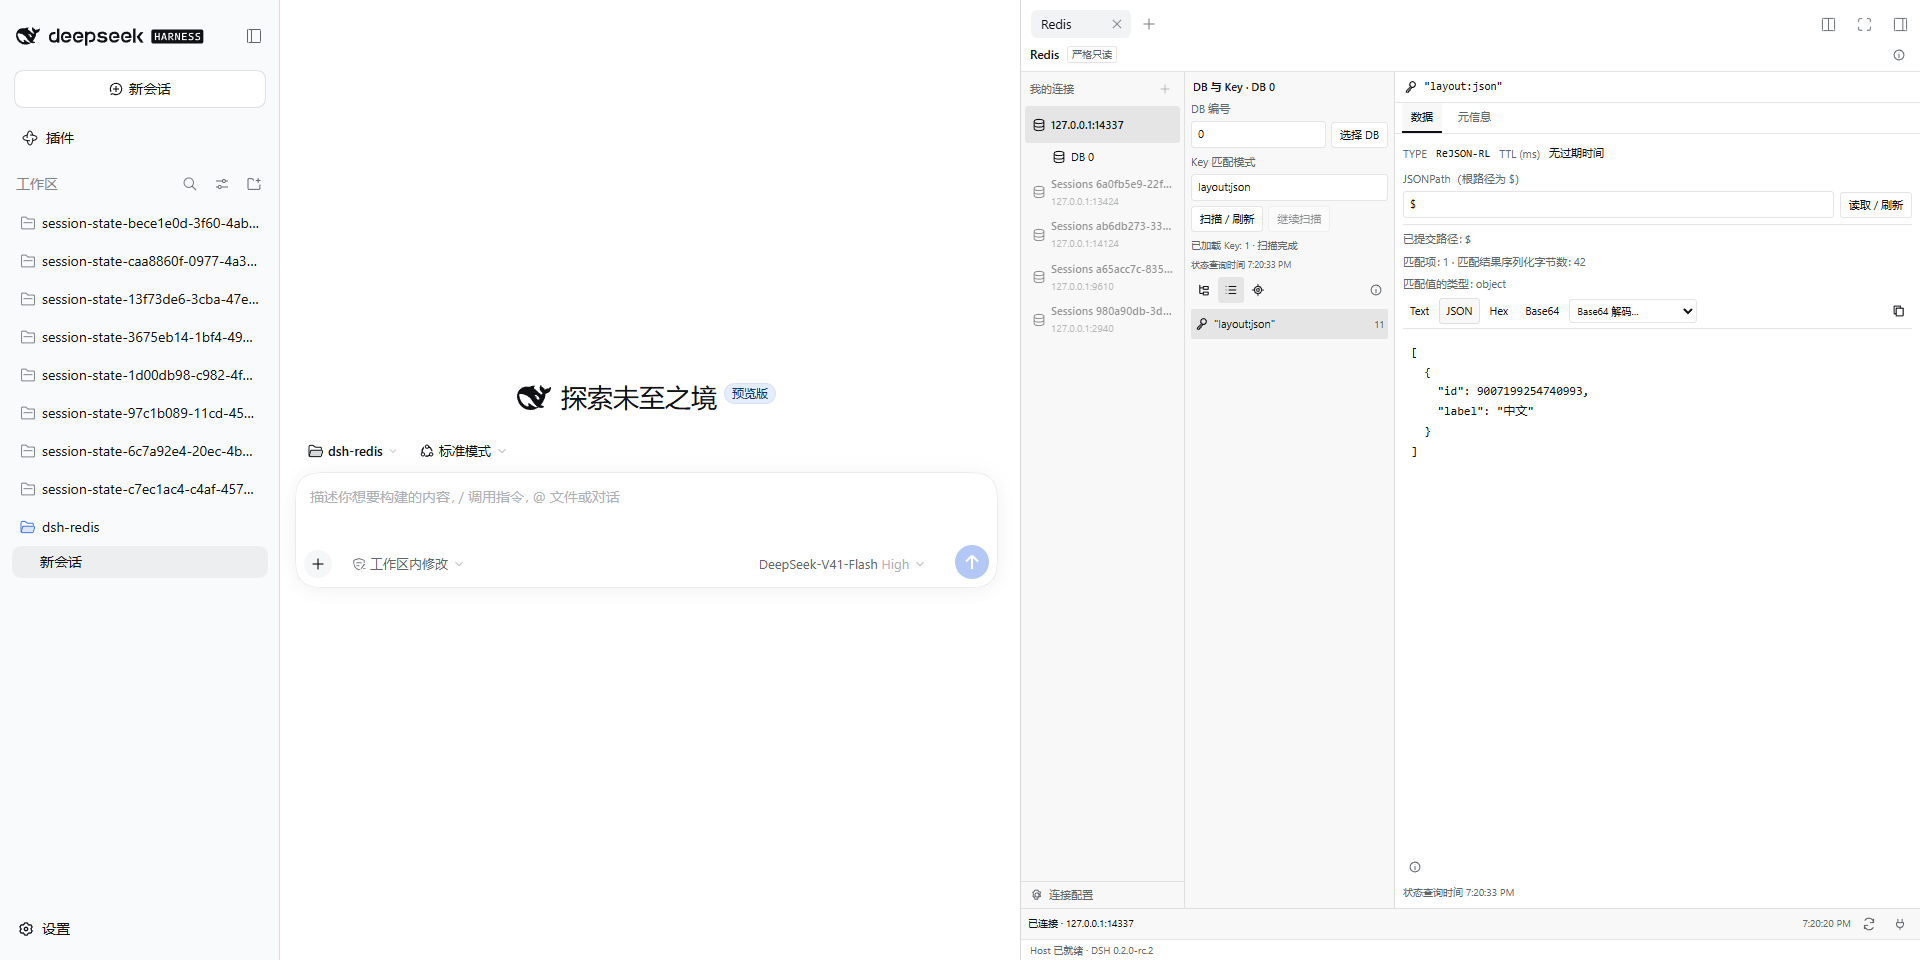 deepseek HARNESS
新会话
插件
工作区
session-state-bece1e0d-3f60-4ab...
session-state-caa8860f-0977-4a3...
session-state-13f73de6-3cba-47e...
session-state-3675eb14-1bf4-49...
session-state-1d00db98-c982-4f...
session-state-97c1b089-11cd-45...
session-state-6c7a92e4-20ec-4b...
session-state-c7ec1ac4-c4af-457...
dsh-redis
新会话
设置
探索未至之境 预览版
dsh-redis 标准模式
描述你想要构建的内容, / 调用指令, @ 文件或对话
工作区内修改 DeepSeek-V41-Flash High
Redis
Redis 严格只读
我的连接
127.0.0.1:14337
DB 0
Sessions 6a0fb5e9-22f...
127.0.0.1:13424
Sessions ab6db273-33...
127.0.0.1:14124
Sessions a65acc7c-835...
127.0.0.1:9610
Sessions 980a90db-3d...
127.0.0.1:2940
连接配置
DB 与 Key · DB 0
DB 编号
0 选择 DB
Key 匹配模式
layout:json
扫描 / 刷新 继续扫描
已加载 Key: 1 · 扫描完成
状态查询时间 7:20:33 PM
"layout:json" 11
"layout:json"
数据 元信息
TYPE ReJSON-RL TTL (ms) 无过期时间
JSONPath (根路径为 $)
$ 读取 / 刷新
已提交路径: $
匹配项: 1 · 匹配结果序列化字节数: 42
匹配值的类型: object
Text JSON Hex Base64 Base64 解码...
[
{
"id": 9007199254740993,
"label": "中文"
}
]
状态查询时间 7:20:33 PM
已连接 · 127.0.0.1:14337 7:20:20 PM
Host 已就绪 · DSH 0.2.0-rc.2